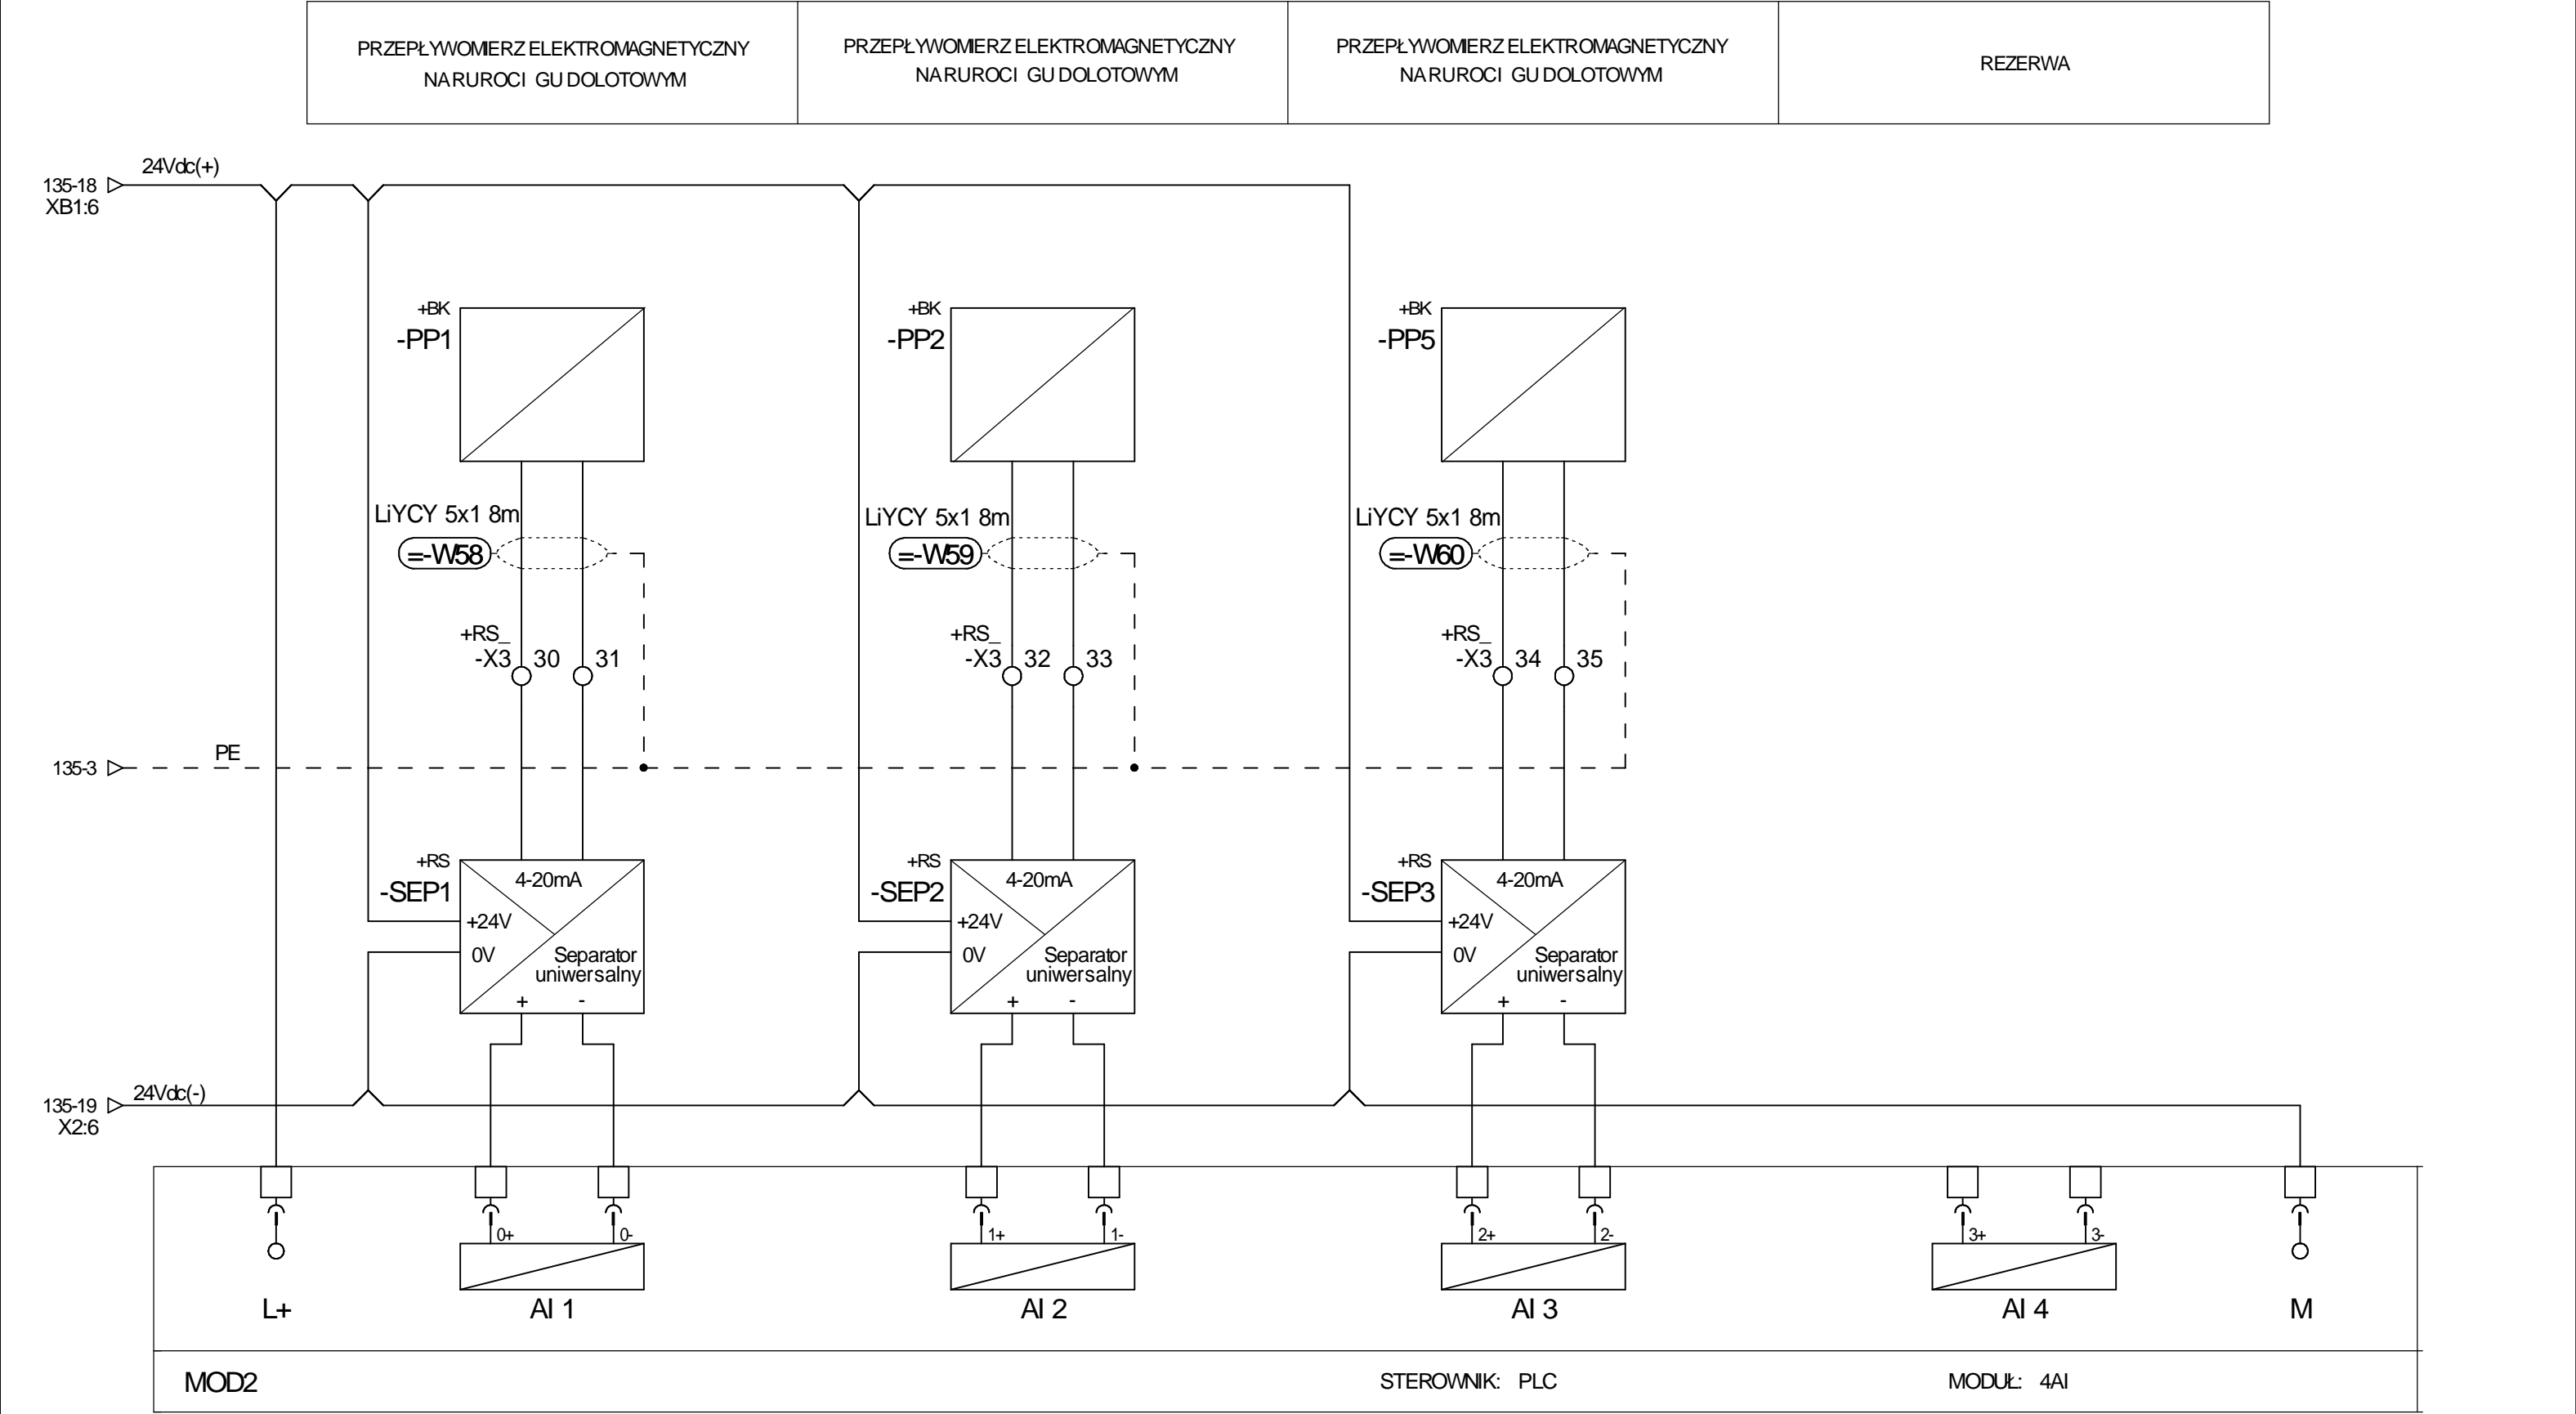 PRZEPŁYWOMIERZ ELEKTROMAGNETYCZNY
NA RUROCI GU DOLOTOWYM
PRZEPŁYWOMIERZ ELEKTROMAGNETYCZNY
NA RUROCI GU DOLOTOWYM
PRZEPŁYWOMIERZ ELEKTROMAGNETYCZNY
NA RUROCI GU DOLOTOWYM
REZERWA
24Vdc(+)
135-18
XB1:6
+BK
-PP1
+BK
-PP2
+BK
-PP5
LiYCY 5x1 8m
=-W58
LiYCY 5x1 8m
=-W59
LiYCY 5x1 8m
=-W60
+RS_
-X3 30 31
+RS_
-X3 32 33
+RS_
-X3 34 35
PE
135-3
+RS
-SEP1
4-20mA
+24V
0V
Separator
uniwersalny
+ -
+RS
-SEP2
4-20mA
+24V
0V
Separator
uniwersalny
+ -
+RS
-SEP3
4-20mA
+24V
0V
Separator
uniwersalny
+ -
24Vdc(-)
135-19
X2:6
0+ 0- 1+ 1- 2+ 2- 3+ 3-
L+ AI 1 AI 2 AI 3 AI 4 M
MOD2 STEROWNIK: PLC MODUŁ: 4AI